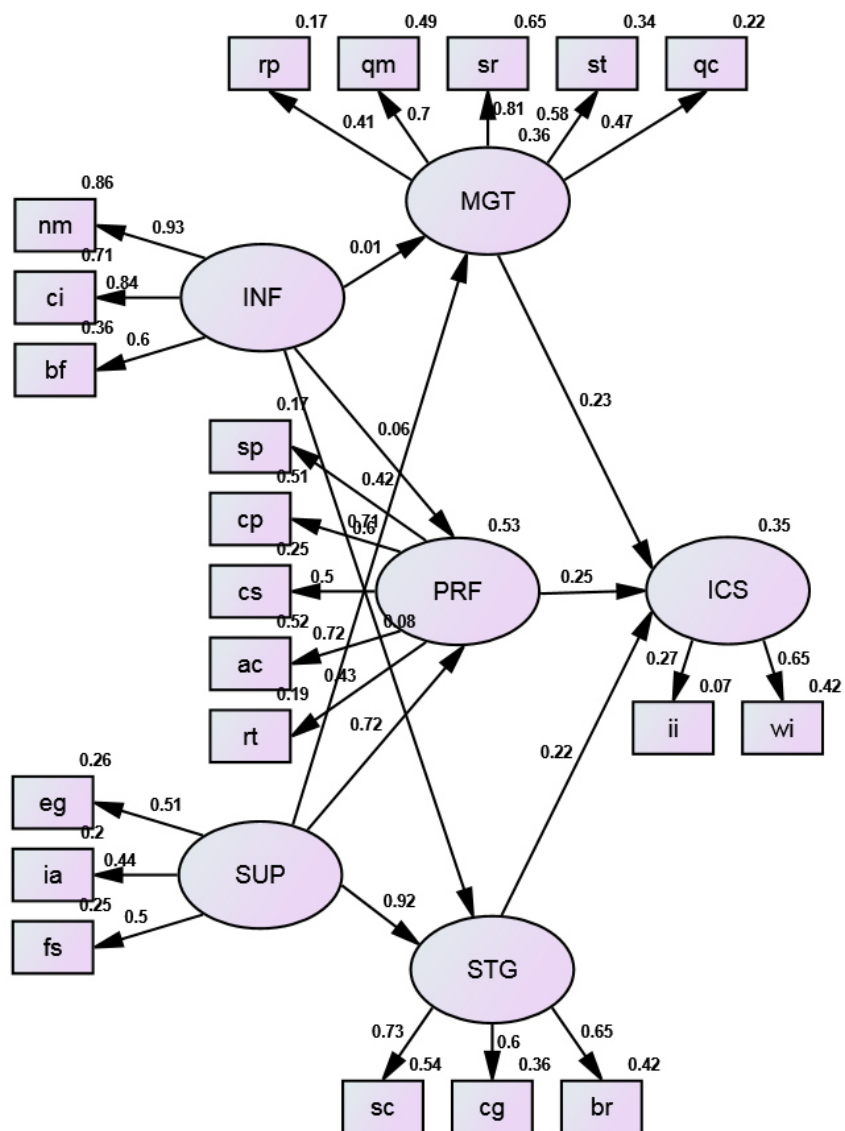 0.17 0.49 0.65 0.34 0.22
rp qm sr st qc
0.41 0.7 0.81 0.58 0.47
0.36
MGT
0.86
nm 0.93
0.71
ci 0.84 INF 0.01
0.36
bf 0.6
0.17
sp 0.06
0.42
0.23
0.51
cp 0.71 0.6 0.53 0.35
0.25
cs 0.5 PRF 0.25 ICS
0.52
ac 0.72 0.08
0.27 0.65
0.19 0.43
0.07 0.42
rt 0.72 ii wi
0.22
0.26
eg 0.51
0.2
ia 0.44 SUP
0.25
fs 0.5 0.92
STG
0.73 0.6 0.65
0.54 0.36 0.42
sc cg br